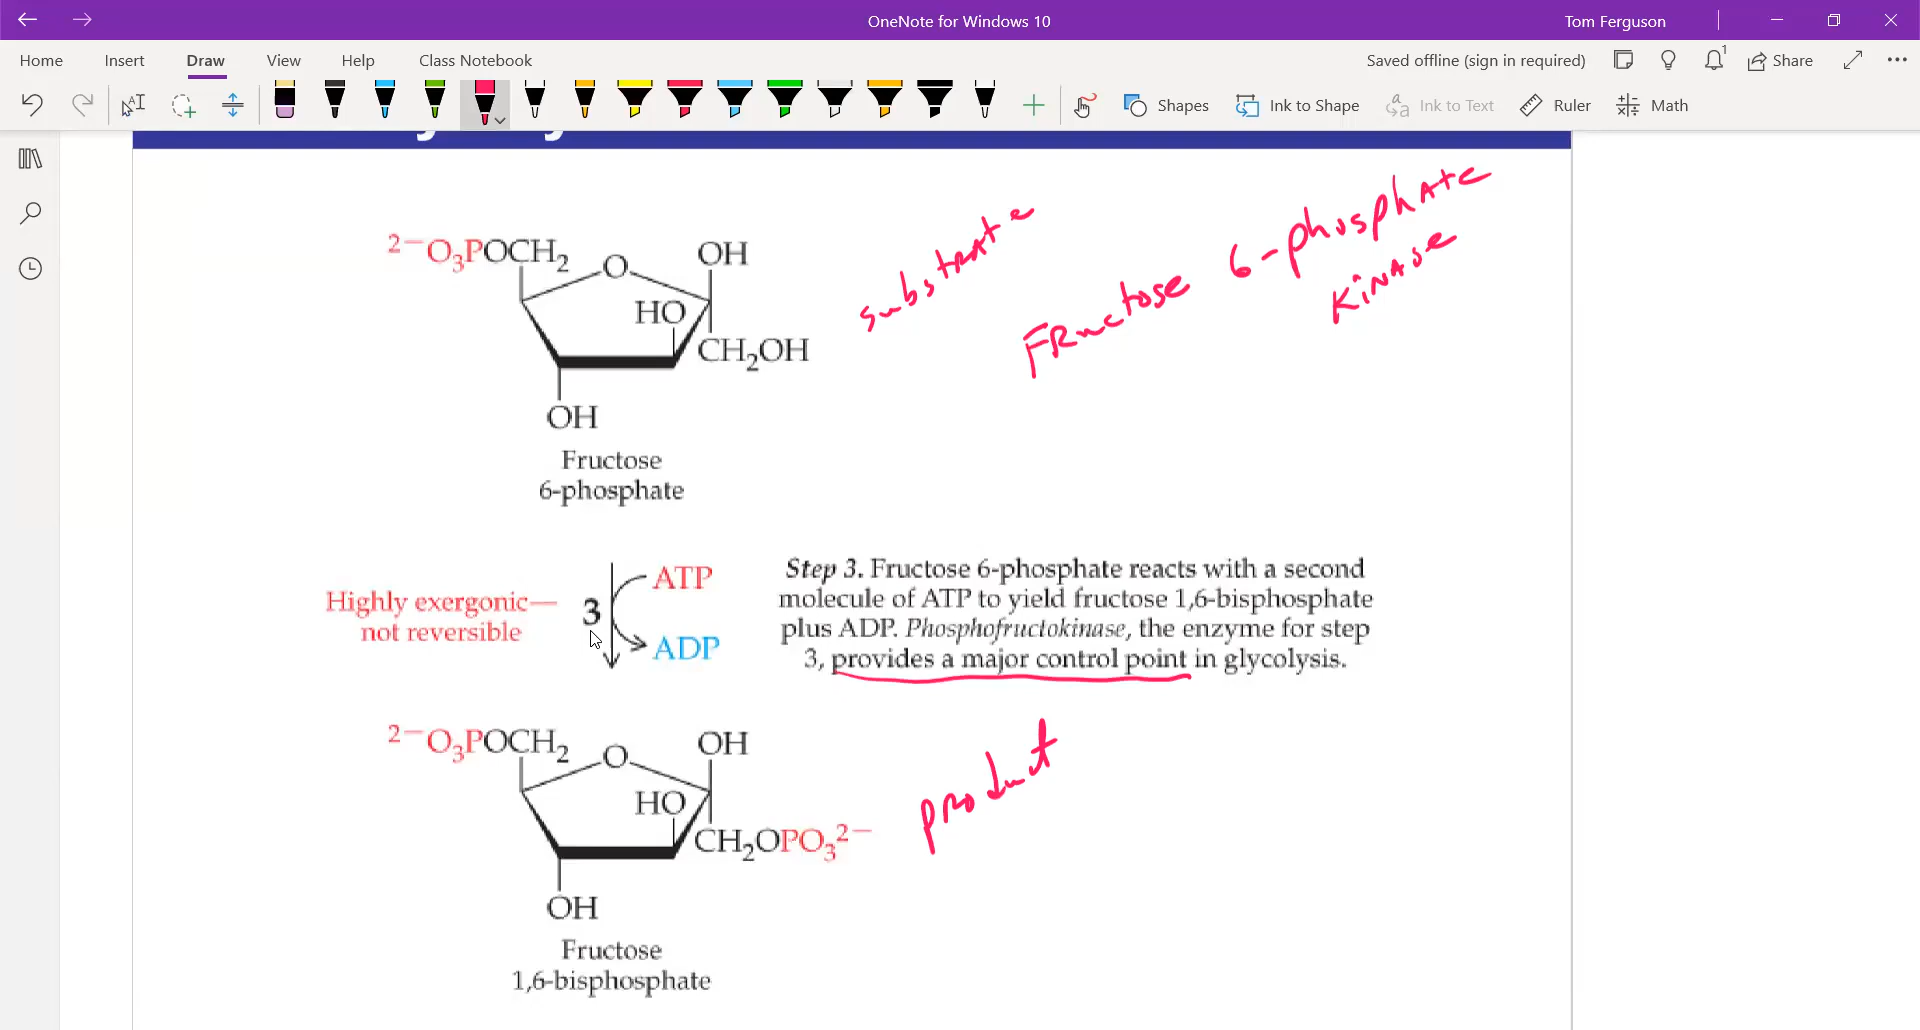 OneNote for Windows 10
Tom Ferguson
Home Insert Draw View Help Class Notebook
Saved offline (sign in required) 1 Share
Shapes Ink to Shape Ink to Text Ruler Math
substrate
Fructose 6-phosphate
Kinase
2−O3POCH2 O OH
HO
CH2OH
OH
Fructose
6-phosphate
Highly exergonic—
not reversible
3
ATP
ADP
Step 3. Fructose 6-phosphate reacts with a second
molecule of ATP to yield fructose 1,6-bisphosphate
plus ADP. Phosphofructokinase, the enzyme for step
3, provides a major control point in glycolysis.
product
2−O3POCH2 O OH
HO
CH2OPO3 2−
OH
Fructose
1,6-bisphosphate